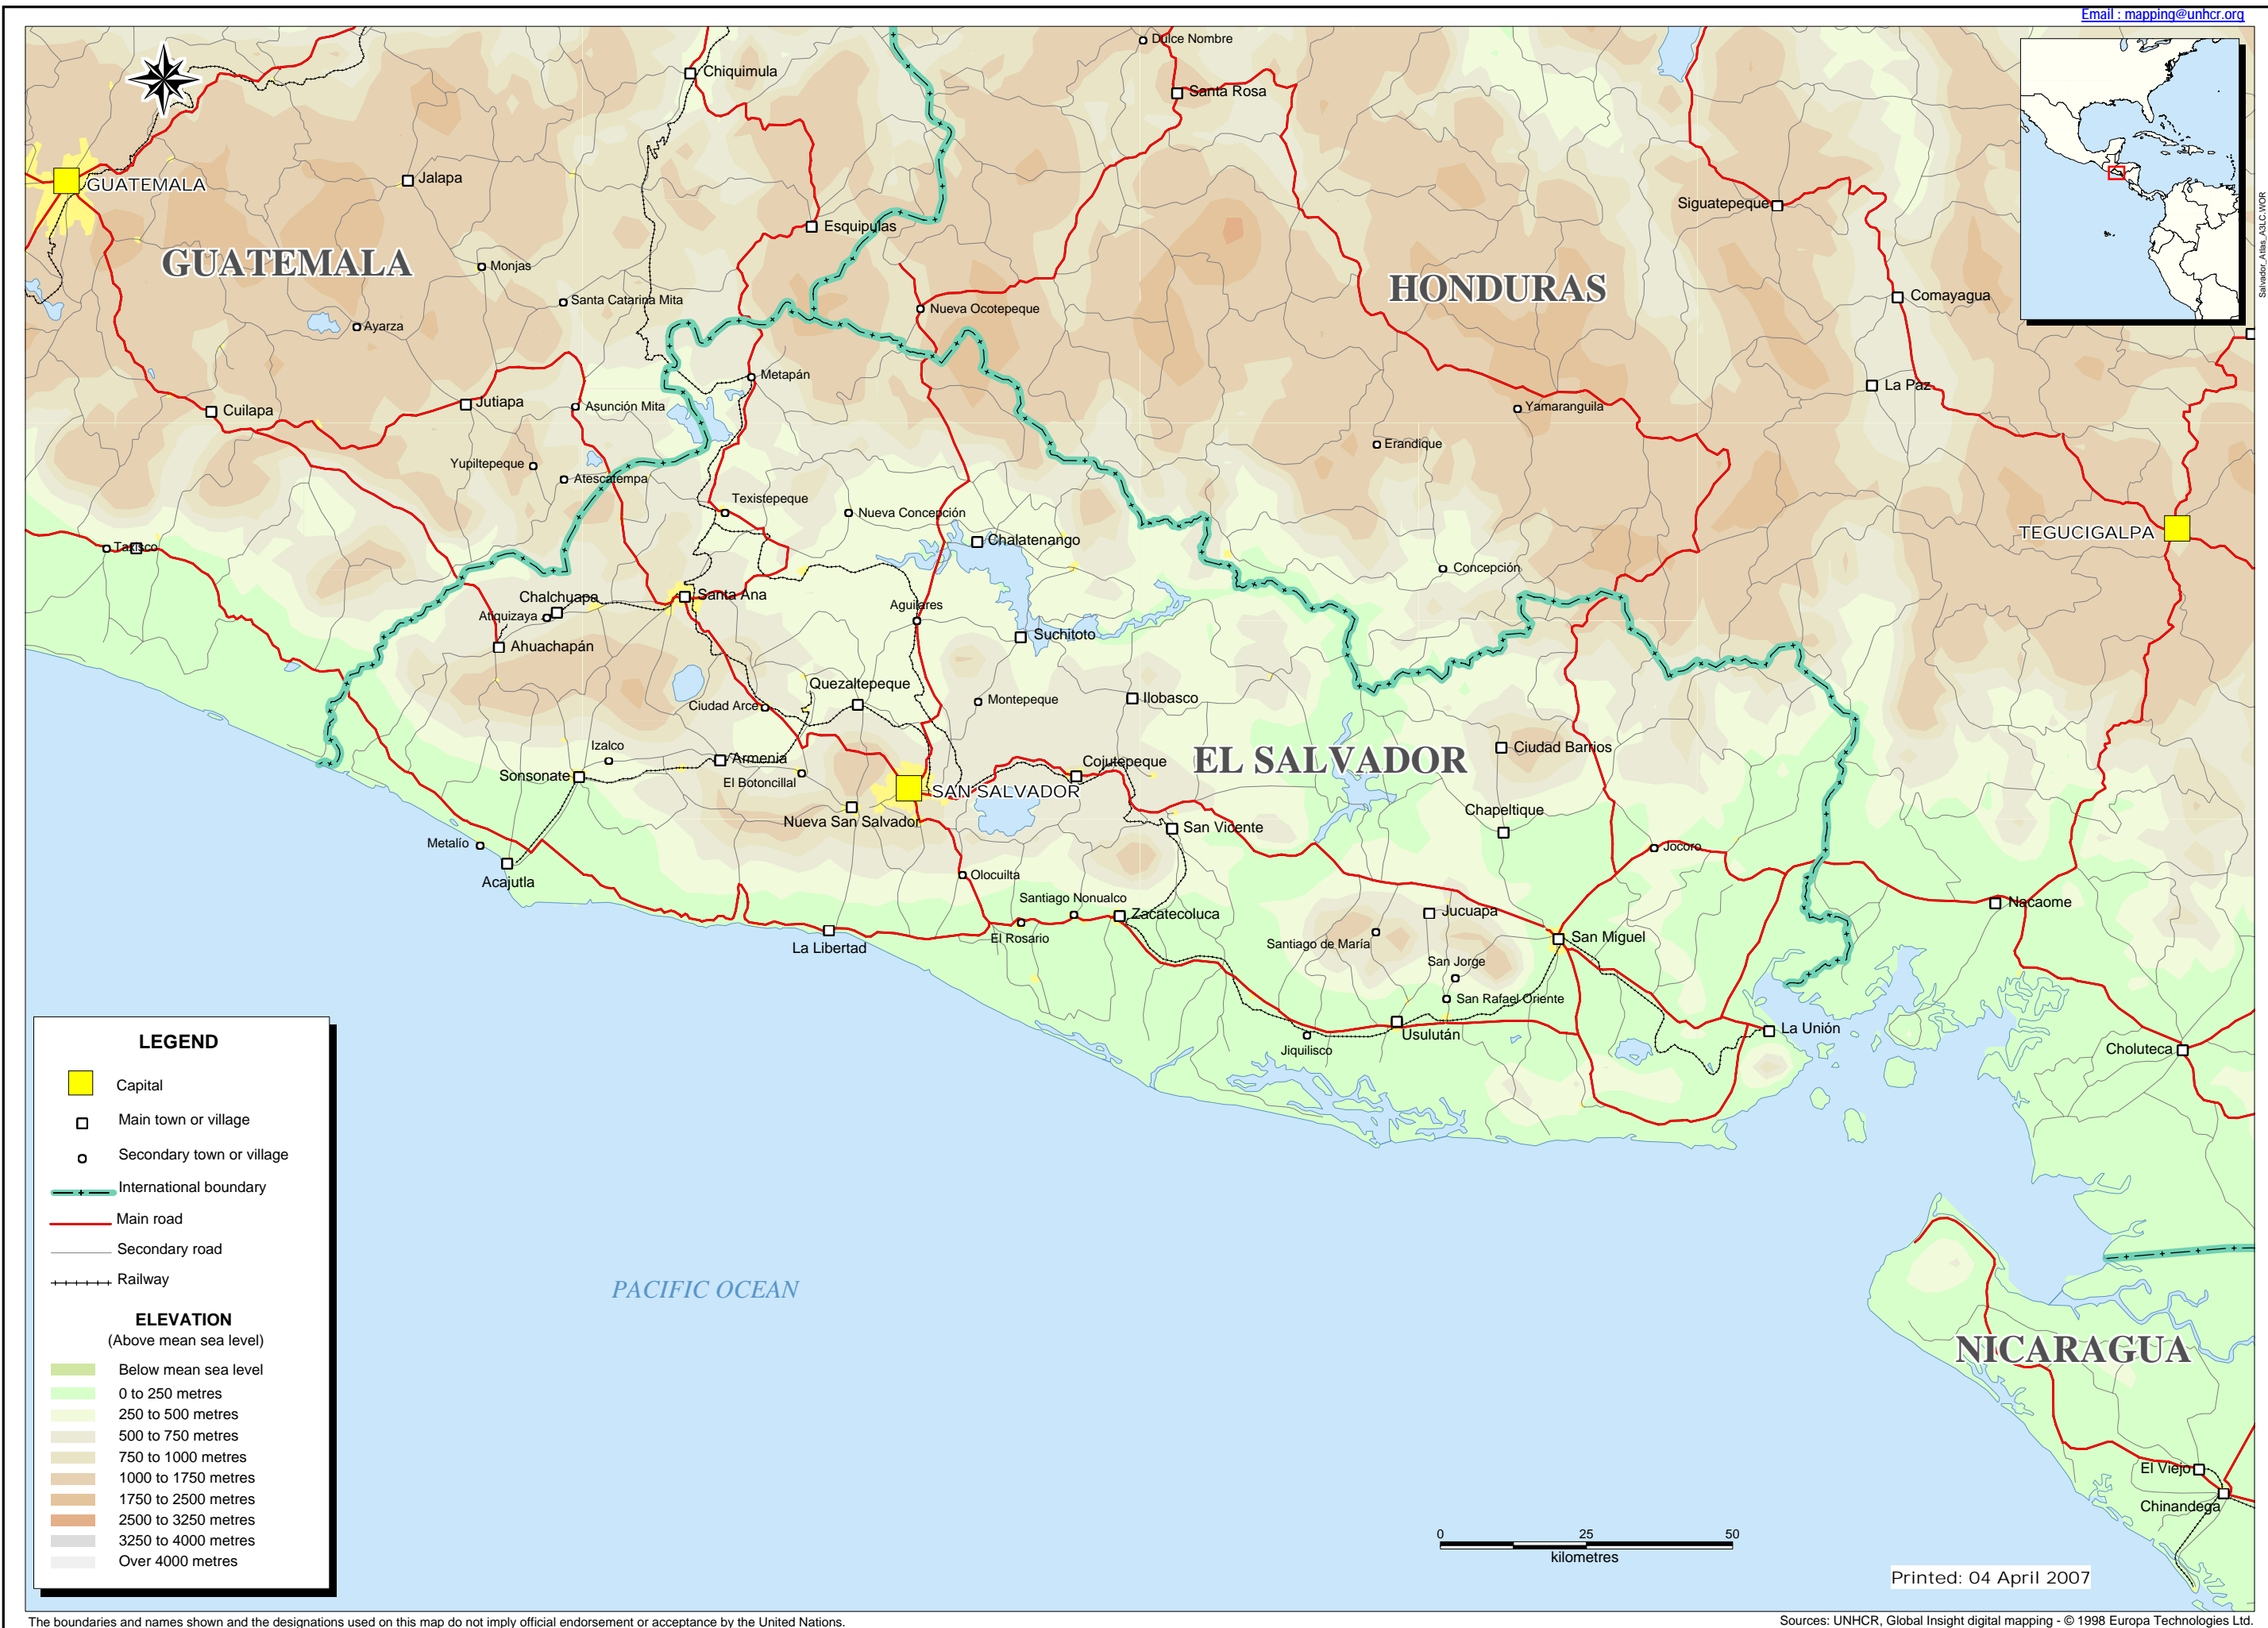 Email : mapping@unhcr.org
Dulce Nombre
Chiquimula
Santa Rosa
GUATEMALA
Jalapa
Siguatepeque
Salvador_Atlas_A3LC.WOR
Esquipulas
GUATEMALA
Monjas
HONDURAS
Comayagua
Santa Catarina Mita
Nueva Ocotepeque
Ayarza
Metapán
La Paz
Cuilapa
Jutiapa
Asunción Mita
Yamaranguila
Erandique
Yupiltepeque
Atescatempa
Texistepeque
Nueva Concepción
Taxisco
Chalatenango
TEGUCIGALPA
Concepción
Chalchuapa
Santa Ana
Atiquizaya
Aguilares
Suchitoto
Ahuachapán
Quezaltepeque
Ciudad Arce
Montepeque
Ilobasco
Izalco
Armenia
EL SALVADOR
Ciudad Barrios
Sonsonate
El Botoncillal
Cojutepeque
SAN SALVADOR
Nueva San Salvador
Chapeltique
San Vicente
Metalío
Jocoro
Acajutla
Olocuilta
Santiago Nonualco
Zacatecoluca
Jucuapa
Nacaome
El Rosario
La Libertad
Santiago de María
San Miguel
San Jorge
San Rafael Oriente
Jiquilisco
Usulután
La Unión
Choluteca
LEGEND
Capital
Main town or village
Secondary town or village
International boundary
Main road
Secondary road
Railway
ELEVATION
(Above mean sea level)
Below mean sea level
0 to 250 metres
250 to 500 metres
500 to 750 metres
750 to 1000 metres
1000 to 1750 metres
1750 to 2500 metres
2500 to 3250 metres
3250 to 4000 metres
Over 4000 metres
PACIFIC OCEAN
NICARAGUA
El Viejo
Chinandega
0 25 50
kilometres
Printed: 04 April 2007
The boundaries and names shown and the designations used on this map do not imply official endorsement or acceptance by the United Nations.
Sources: UNHCR, Global Insight digital mapping - © 1998 Europa Technologies Ltd.